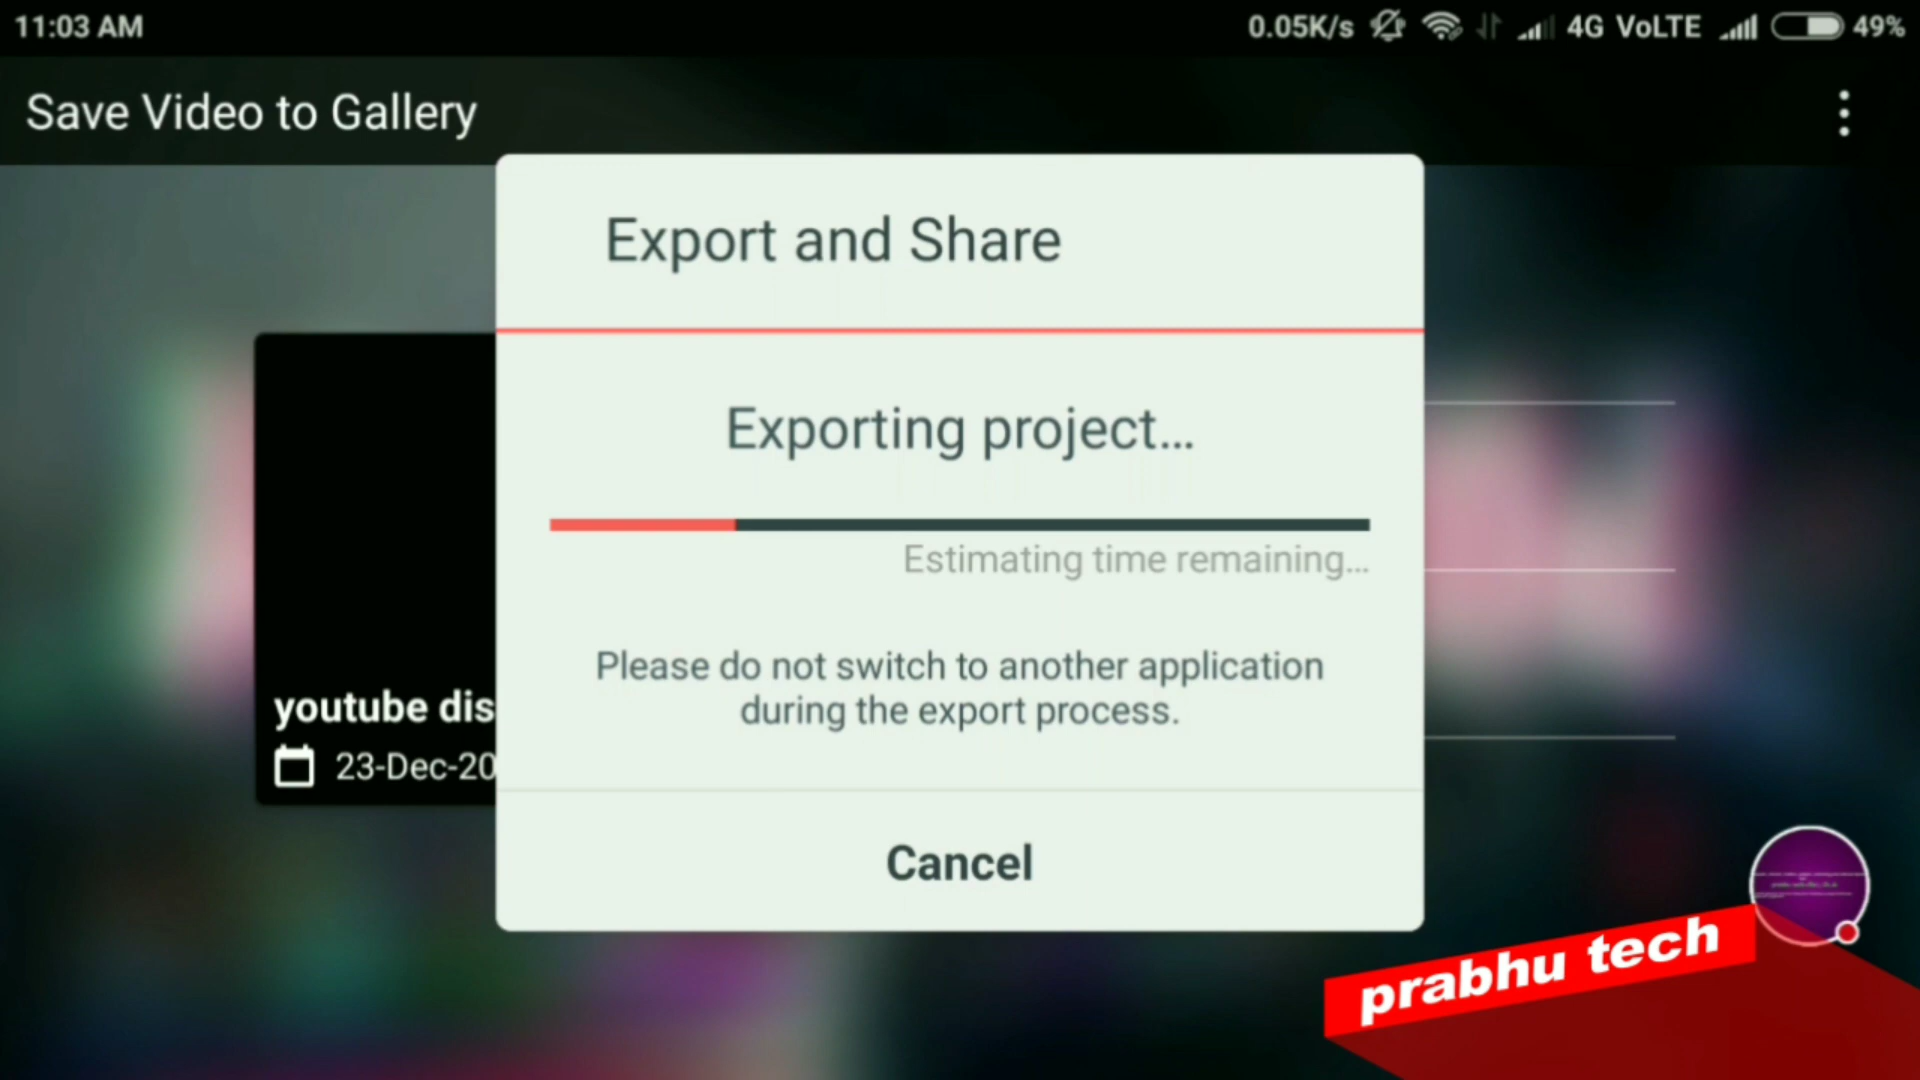 11:03 AM
0.05K/s 4G VoLTE 49%
Save Video to Gallery
Export and Share
Exporting project...
Estimating time remaining...
Please do not switch to another application
during the export process.
youtube dis
23-Dec-20
Cancel
prabhu tech